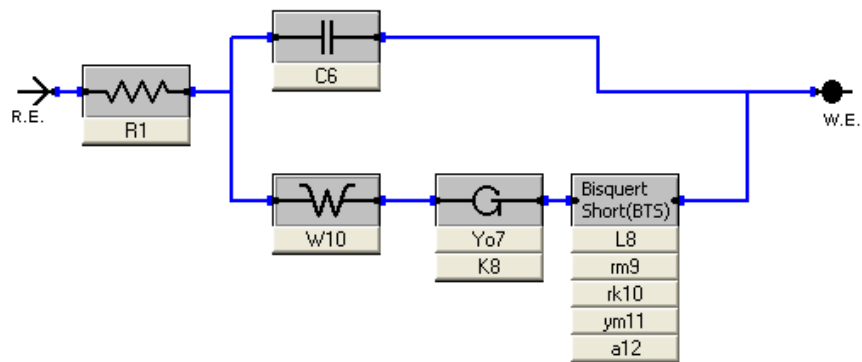 C6
R.E.
R1
W.E.
W10
Yo7
K8
Bisquert
Short(BTS)
L8
rm9
rk10
ym11
a12